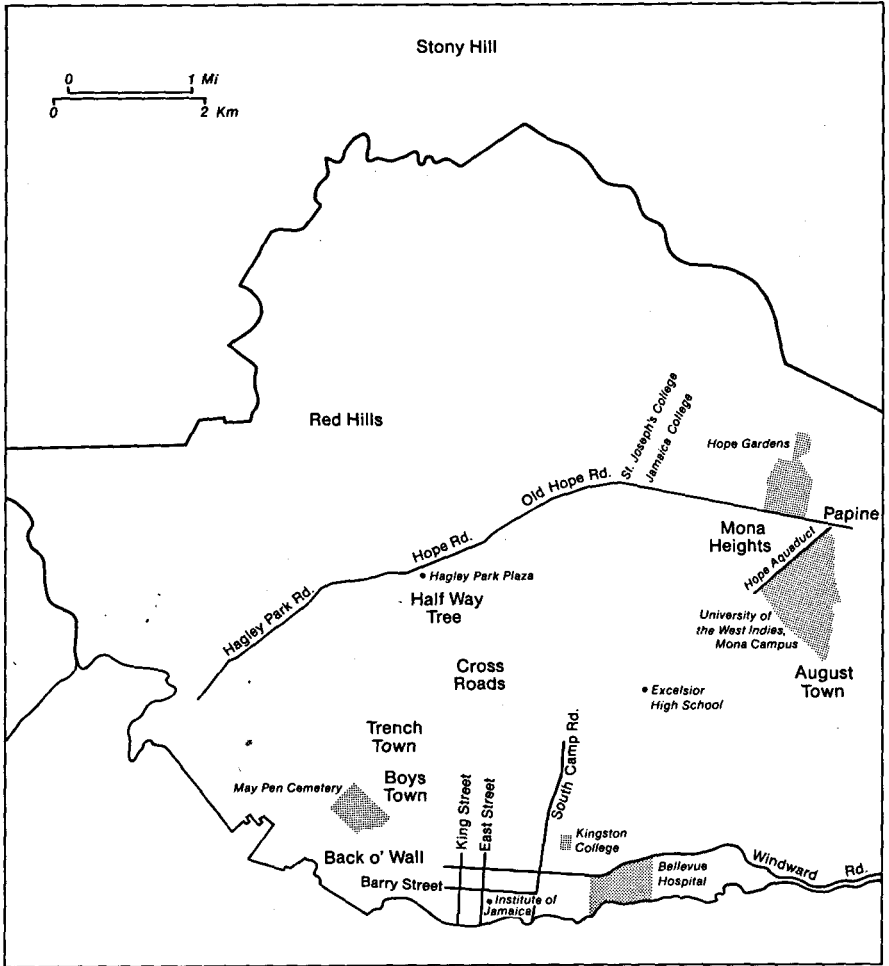 Stony Hill
0 1 Mi
0 2 Km
Red Hills
St. Joseph's College
Jamaica College
Hope Gardens
Old Hope Rd.
Papine
Mona
Heights
Hope Aquaduct
Hope Rd.
Hagley Park Plaza
Hagley Park Rd.
Half Way
Tree
University of
the West Indies,
Mona Campus
Cross
Roads
August
Town
Excelsior
High School
Trench
Town
South Camp Rd.
May Pen Cemetery
Boys
Town
King Street
East Street
Kingston
College
Back o' Wall
Bellevue
Hospital
Windward
Rd.
Barry Street
Institute of
Jamaica